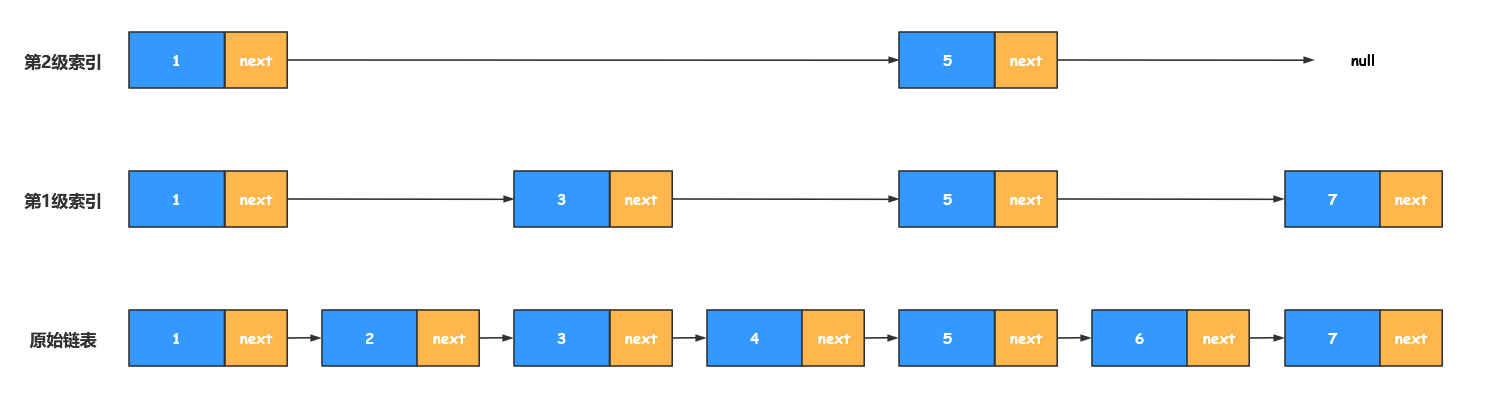 第2级索引 1 next 5 next null
第1级索引 1 next 3 next 5 next 7 next
原始链表 1 next 2 next 3 next 4 next 5 next 6 next 7 next